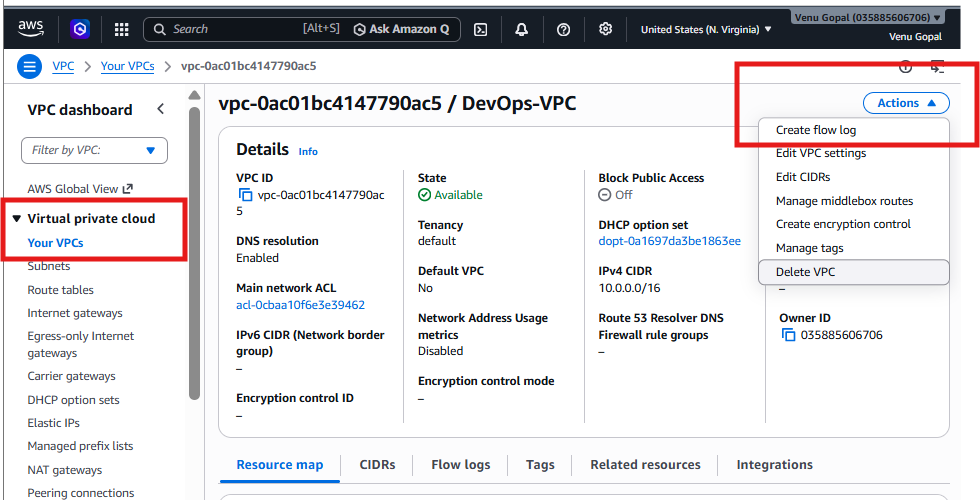 aws
Search
[Alt+S]
Ask Amazon Q
United States (N. Virginia) ▼
Venu Gopal (035885606706) ▼
Venu Gopal
VPC > Your VPCs > vpc-0ac01bc4147790ac5
VPC dashboard
Filter by VPC:
AWS Global View
Virtual private cloud
Your VPCs
Subnets
Route tables
Internet gateways
Egress-only Internet
gateways
Carrier gateways
DHCP option sets
Elastic IPs
Managed prefix lists
NAT gateways
Peering connections
vpc-0ac01bc4147790ac5 / DevOps-VPC
Actions ▲
Create flow log
Edit VPC settings
Edit CIDRs
Manage middlebox routes
Create encryption control
Manage tags
Delete VPC
Details Info
VPC ID
vpc-0ac01bc4147790ac
5
DNS resolution
Enabled
Main network ACL
acl-0cbaa10f6e3e39462
IPv6 CIDR (Network border
group)
–
Encryption control ID
–
State
Available
Tenancy
default
Default VPC
No
Network Address Usage
metrics
Disabled
Encryption control mode
–
Block Public Access
Off
DHCP option set
dopt-0a1697da3be1863ee
IPv4 CIDR
10.0.0.0/16
Route 53 Resolver DNS
Firewall rule groups
–
–
Owner ID
035885606706
Resource map
CIDRs
Flow logs
Tags
Related resources
Integrations